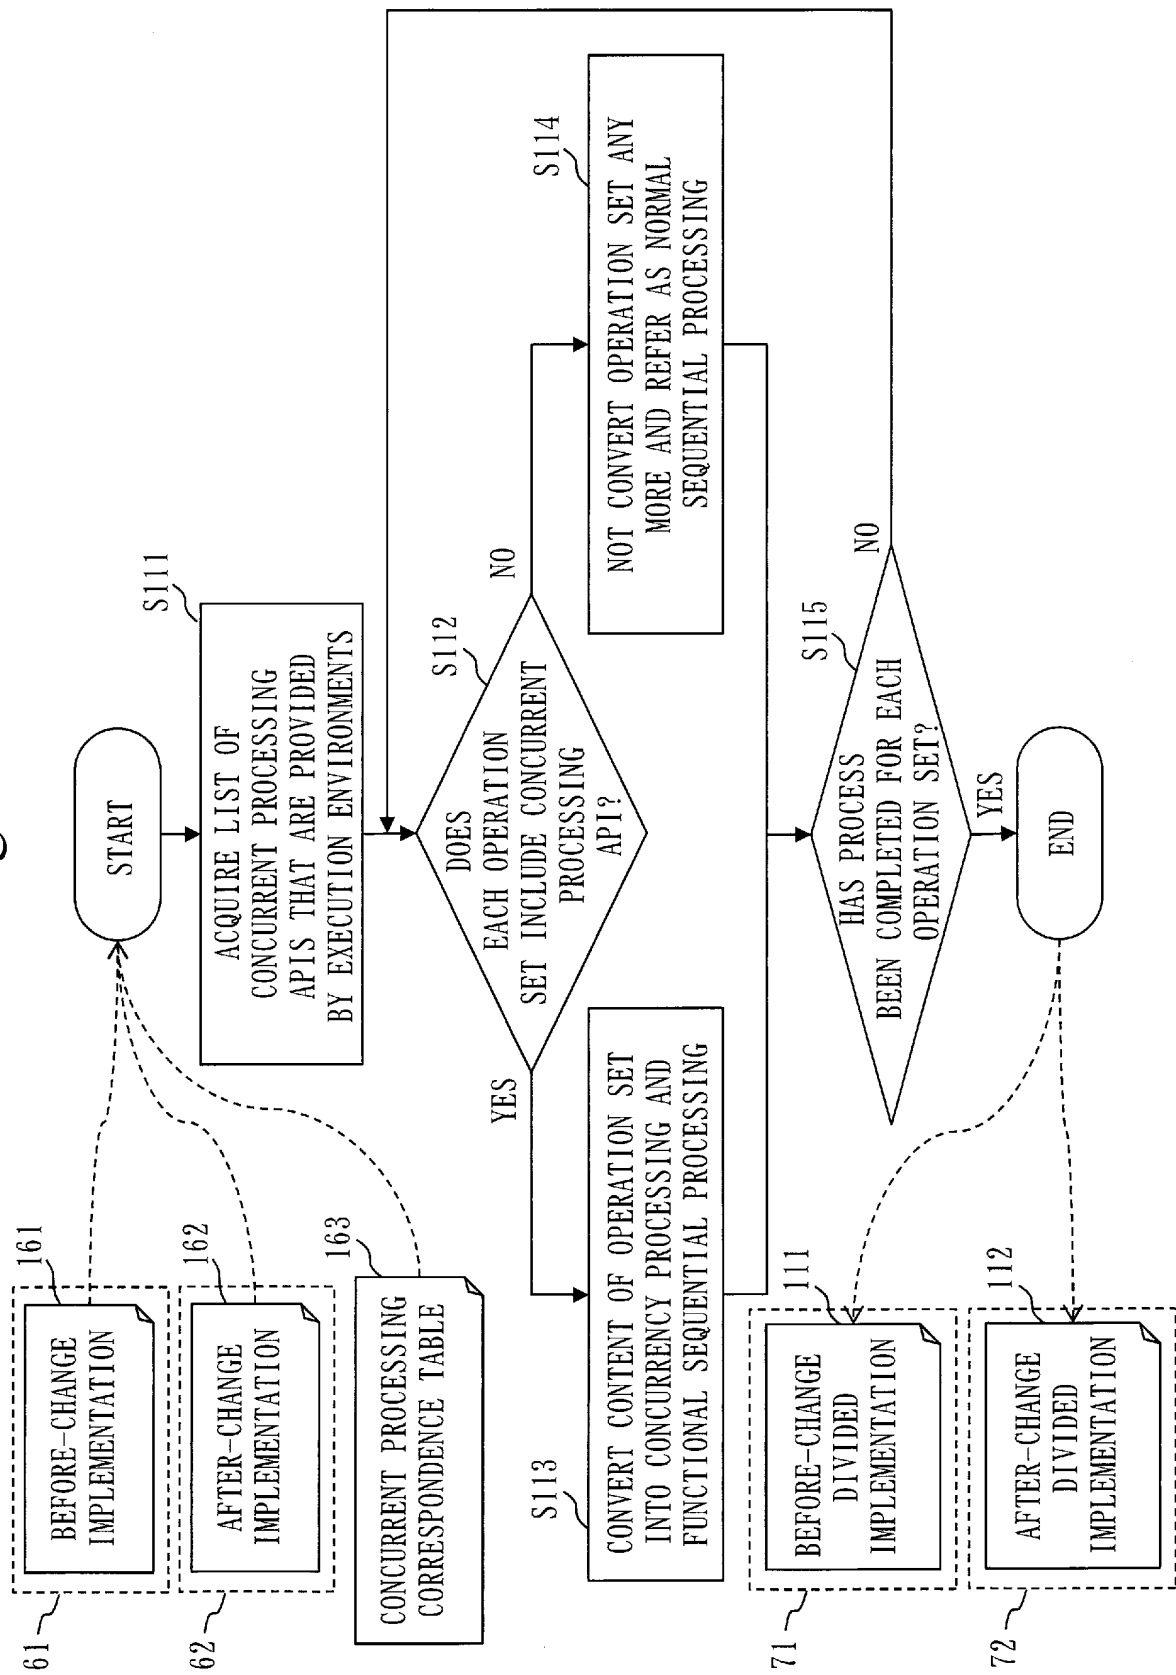 61
BEFORE-CHANGE
IMPLEMENTATION
161
62
AFTER-CHANGE
IMPLEMENTATION
162
CONCURRENT PROCESSING
CORRESPONDENCE TABLE
163
START
S111
ACQUIRE LIST OF
CONCURRENT PROCESSING
APIS THAT ARE PROVIDED
BY EXECUTION ENVIRONMENTS
S112
DOES
EACH OPERATION
SET INCLUDE CONCURRENT
PROCESSING
API?
YES
NO
S113
CONVERT CONTENT OF OPERATION SET
INTO CONCURRENCY PROCESSING AND
FUNCTIONAL SEQUENTIAL PROCESSING
S114
NOT CONVERT OPERATION SET ANY
MORE AND REFER AS NORMAL
SEQUENTIAL PROCESSING
S115
HAS PROCESS
BEEN COMPLETED FOR EACH
OPERATION SET?
NO
YES
END
71
BEFORE-CHANGE
DIVIDED
IMPLEMENTATION
111
72
AFTER-CHANGE
DIVIDED
IMPLEMENTATION
112